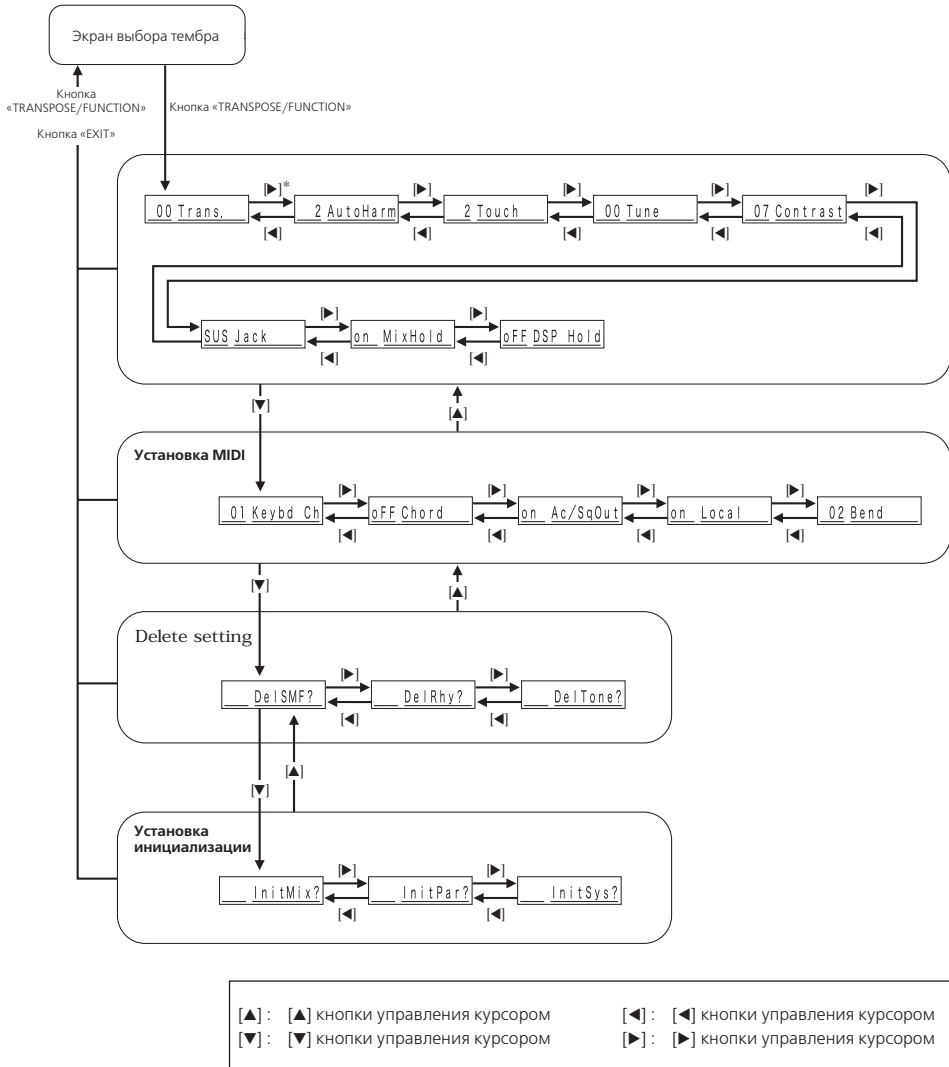 Экран выбора тембра
Кнопка
«TRANSPOSE/FUNCTION»
Кнопка «TRANSPOSE/FUNCTION»
Кнопка «EXIT»
[▶]* [▶] [▶] [▶] [▶]
00 Trans. 2 AutoHarm 2 Touch 00 Tune 07 Contrast
[◀] [◀] [◀] [◀] [◀]
[▶] [▶]
SUS Jack on MixHold oFF DSP Hold
[◀] [◀]
[▼] [▲]
Установка MIDI
[▶] [▶] [▶] [▶]
01 Keybd Ch oFF Chord on Ac/SqOut on Local 02 Bend
[◀] [◀] [◀] [◀]
[▼] [▲]
Delete setting
[▶] [▶]
DelSMF? DelRhy? DelTone?
[◀] [◀]
[▲]
[▼]
Установка
инициализации
[▶] [▶]
InitMix? InitPar? InitSys?
[◀] [◀]
[▲] : [▲] кнопки управления курсором [◀] : [◀] кнопки управления курсором
[▼] : [▼] кнопки управления курсором [▶] : [▶] кнопки управления курсором